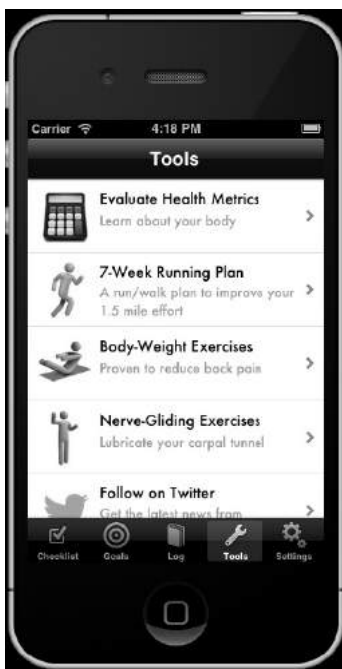 Carrier 4:18 PM
Tools
Evaluate Health Metrics
Learn about your body
7-Week Running Plan
A run/walk plan to improve your
1.5 mile effort
Body-Weight Exercises
Proven to reduce back pain
Nerve-Gliding Exercises
Lubricate your carpal tunnel
Follow on Twitter
Get the latest news from
Checklist Goals Log Tools Settings